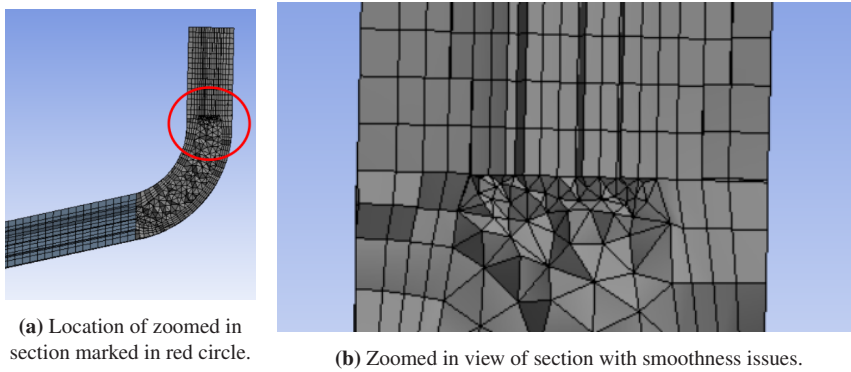 (a) Location of zoomed in
section marked in red circle.
(b) Zoomed in view of section with smoothness issues.